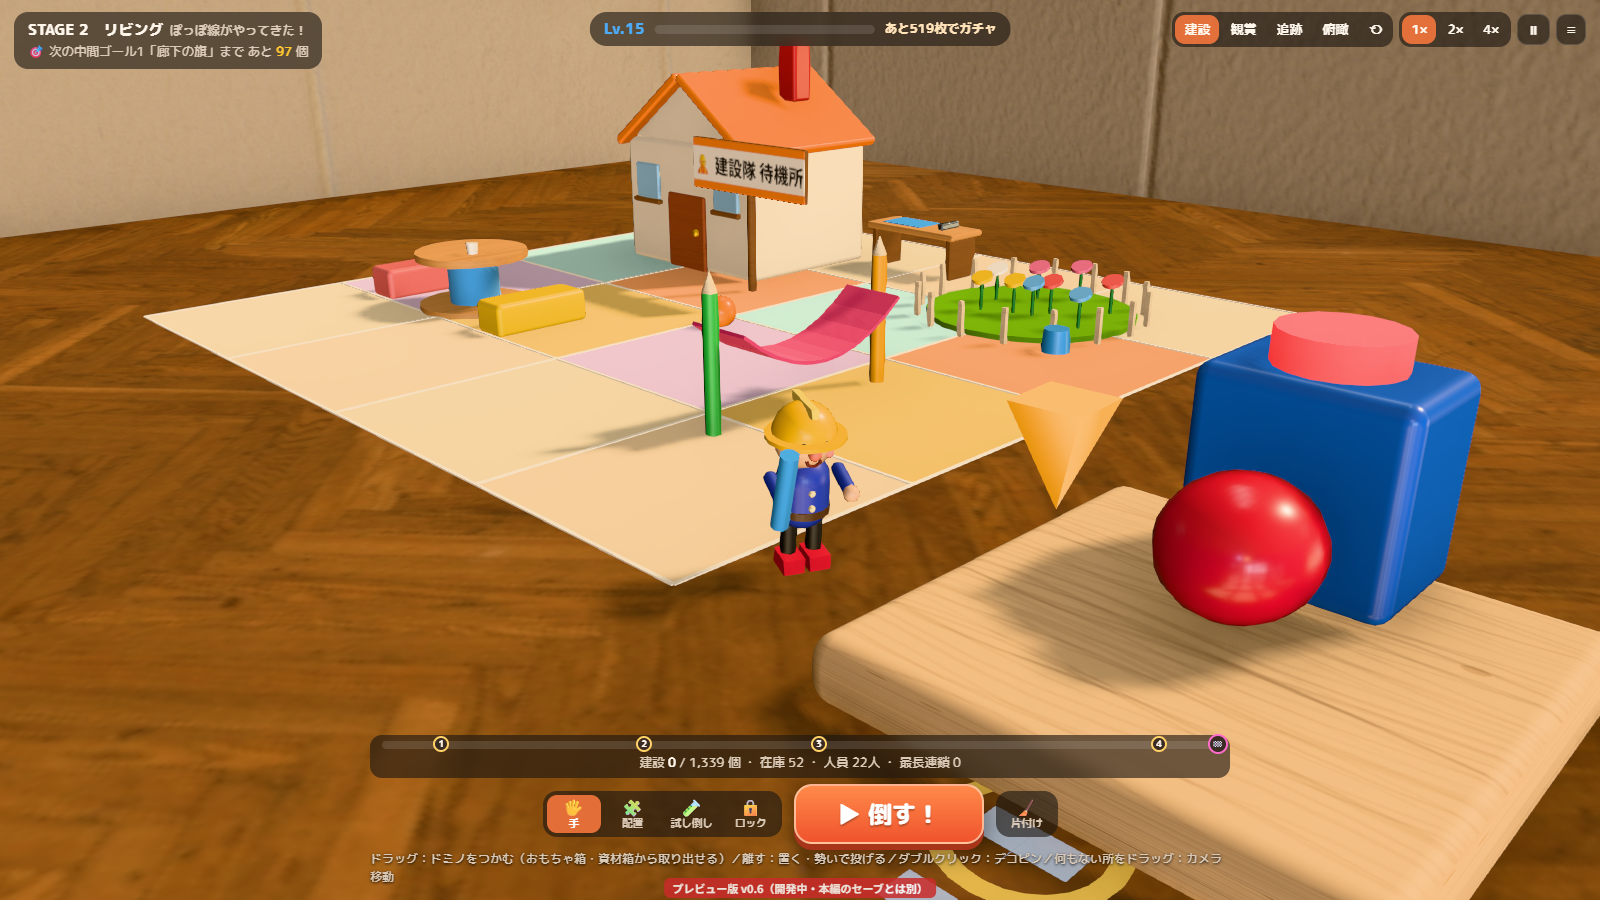 STAGE 2 リビング ぽっぽ線がやってきた！
🎯 次の中間ゴール1「廊下の旗」まで あと 97 個
Lv.15 あと519枚でガチャ
建設 観賞 追跡 俯瞰
1× 2× 4×
建設隊 待機所
1 2 3 4
建設 0 / 1,339 個 ・ 在庫 52 ・ 人員 22人 ・ 最長連鎖 0
手 配置 試し倒し ロック
▶ 倒す！
片付け
ドラッグ：ドミノをつかむ（おもちゃ箱・資材箱から取り出せる）／離す：置く・勢いで投げる／ダブルクリック：デコピン／何もない所をドラッグ：カメラ
移動
プレビュー版 v0.6（開発中・本編のセーブとは別）